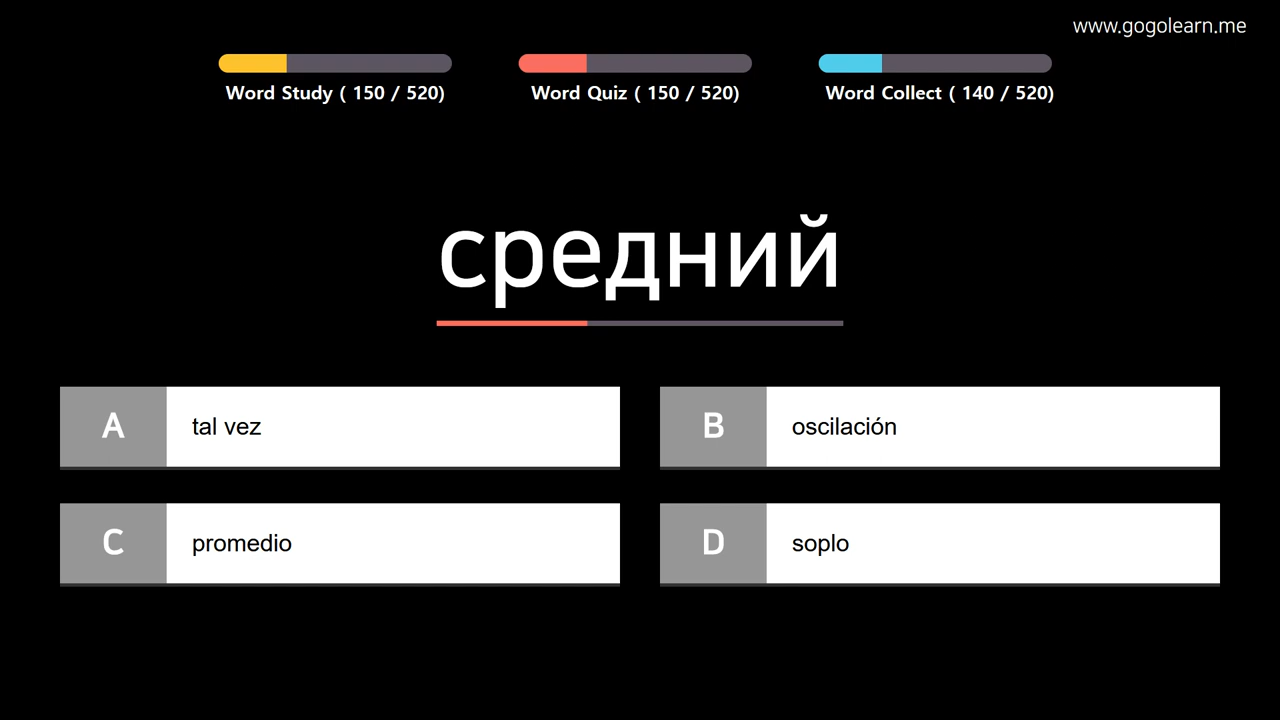 www.gogolearn.me
Word Study ( 150 / 520)
Word Quiz ( 150 / 520)
Word Collect ( 140 / 520)
средний
A tal vez
B oscilación
C promedio
D soplo